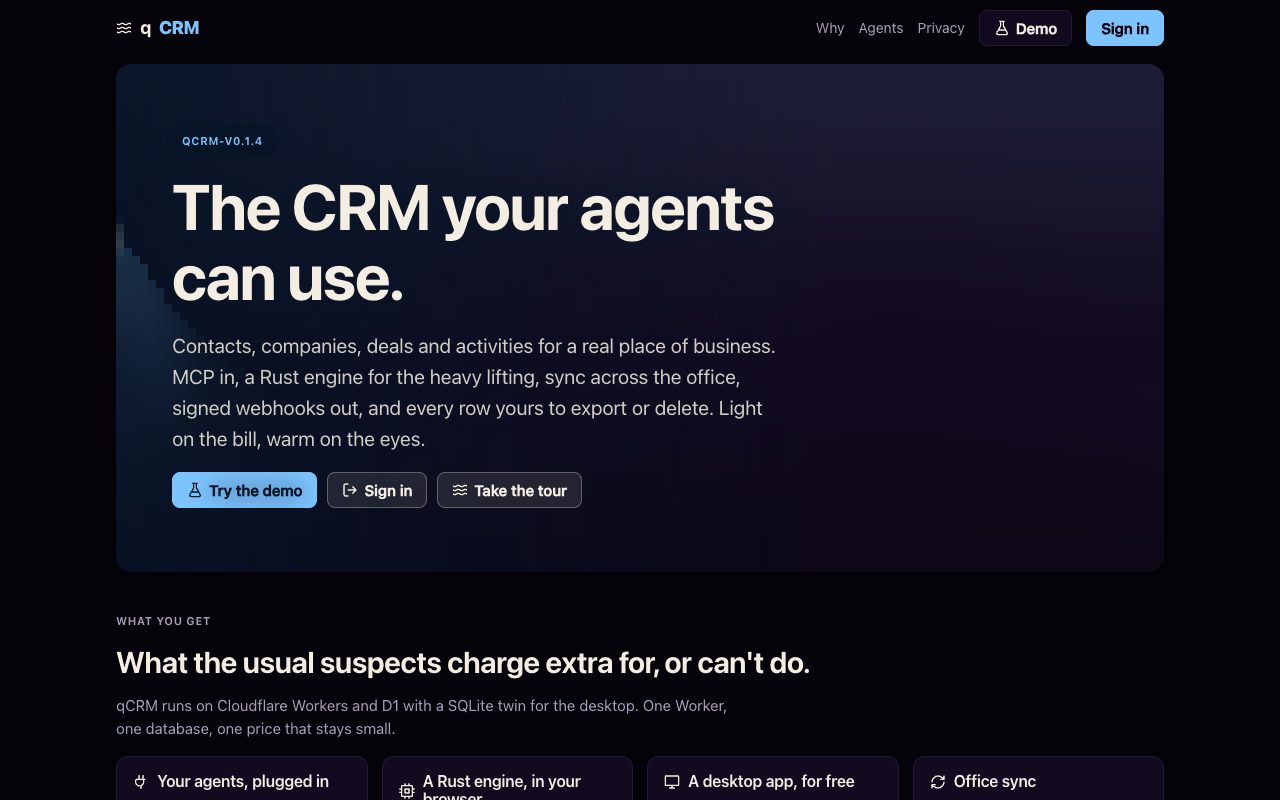 q CRM
Why Agents Privacy Demo Sign in
QCRM-V0.1.4
The CRM your agents
can use.
Contacts, companies, deals and activities for a real place of business.
MCP in, a Rust engine for the heavy lifting, sync across the office,
signed webhooks out, and every row yours to export or delete. Light
on the bill, warm on the eyes.
Try the demo Sign in Take the tour
WHAT YOU GET
What the usual suspects charge extra for, or can't do.
qCRM runs on Cloudflare Workers and D1 with a SQLite twin for the desktop. One Worker,
one database, one price that stays small.
Your agents, plugged in
A Rust engine, in your
browser
A desktop app, for free
Office sync